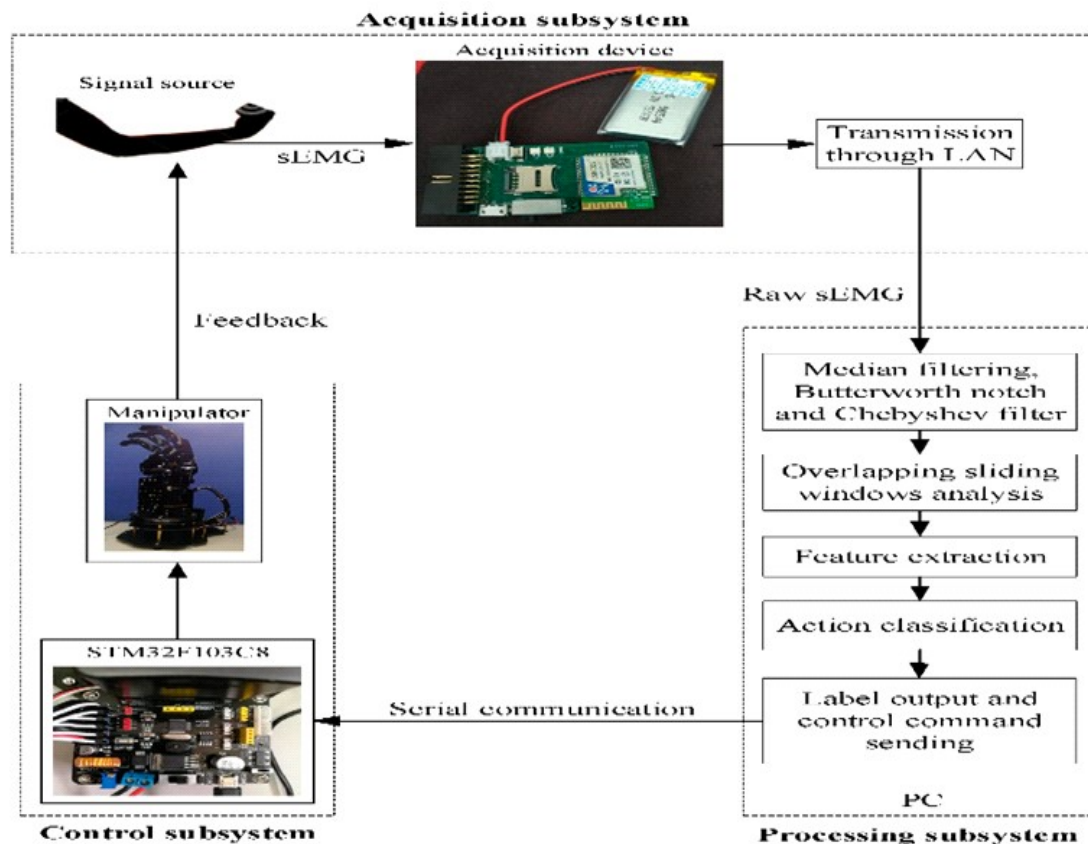 Acquisition subsystem
Acquisition device
Signal source
sEMG
Transmission
through LAN
Raw sEMG
Feedback
Median filtering,
Butterworth notch
and Chebyshev filter
Manipulator
Overlapping sliding
windows analysis
Feature extraction
Action classification
STM32F103C8
Serial communication
Label output and
control command
sending
PC
Control subsystem
Processing subsystem